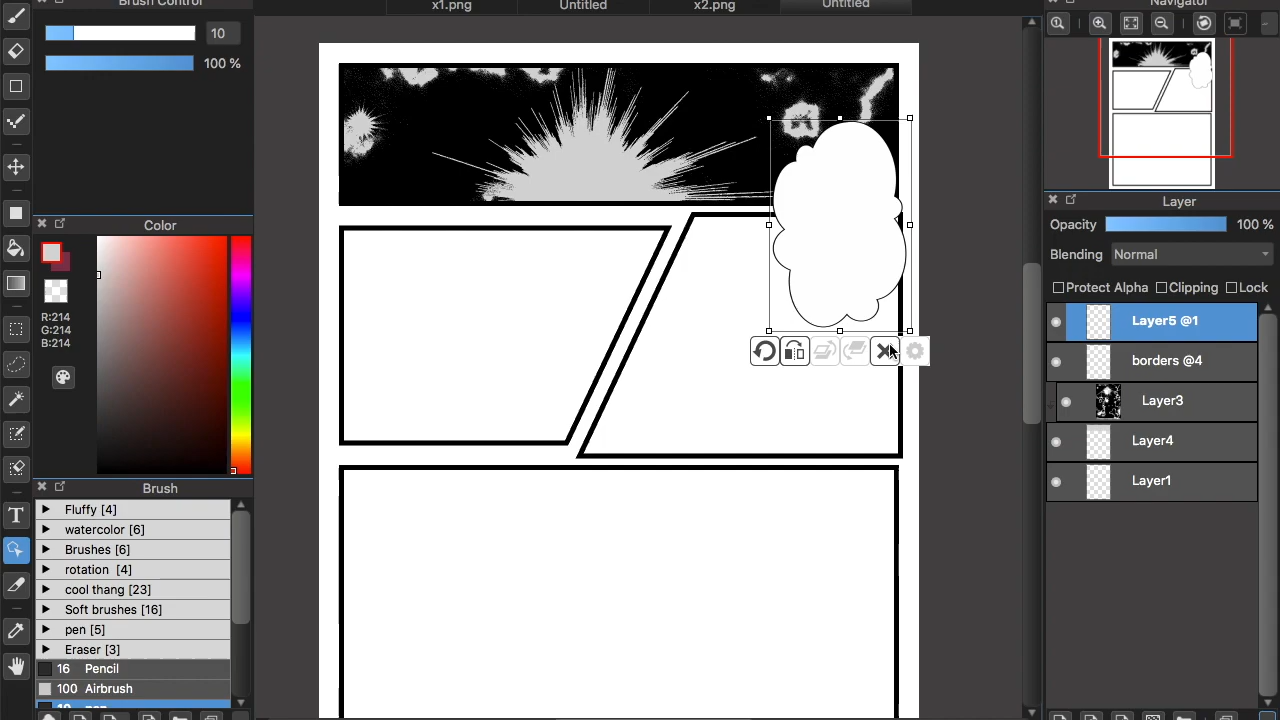 Brush Control
x1.png
Untitled
x2.png
Untitled
Navigator
10
100 %
Color
R:214
G:214
B:214
Layer
Opacity
100 %
Blending
Normal
Protect Alpha
Clipping
Lock
Layer5 @1
borders @4
Layer3
Layer4
Layer1
Brush
Fluffy [4]
watercolor [6]
Brushes [6]
rotation [4]
cool thang [23]
Soft brushes [16]
pen [5]
Eraser [3]
16 Pencil
100 Airbrush
10 pen
T